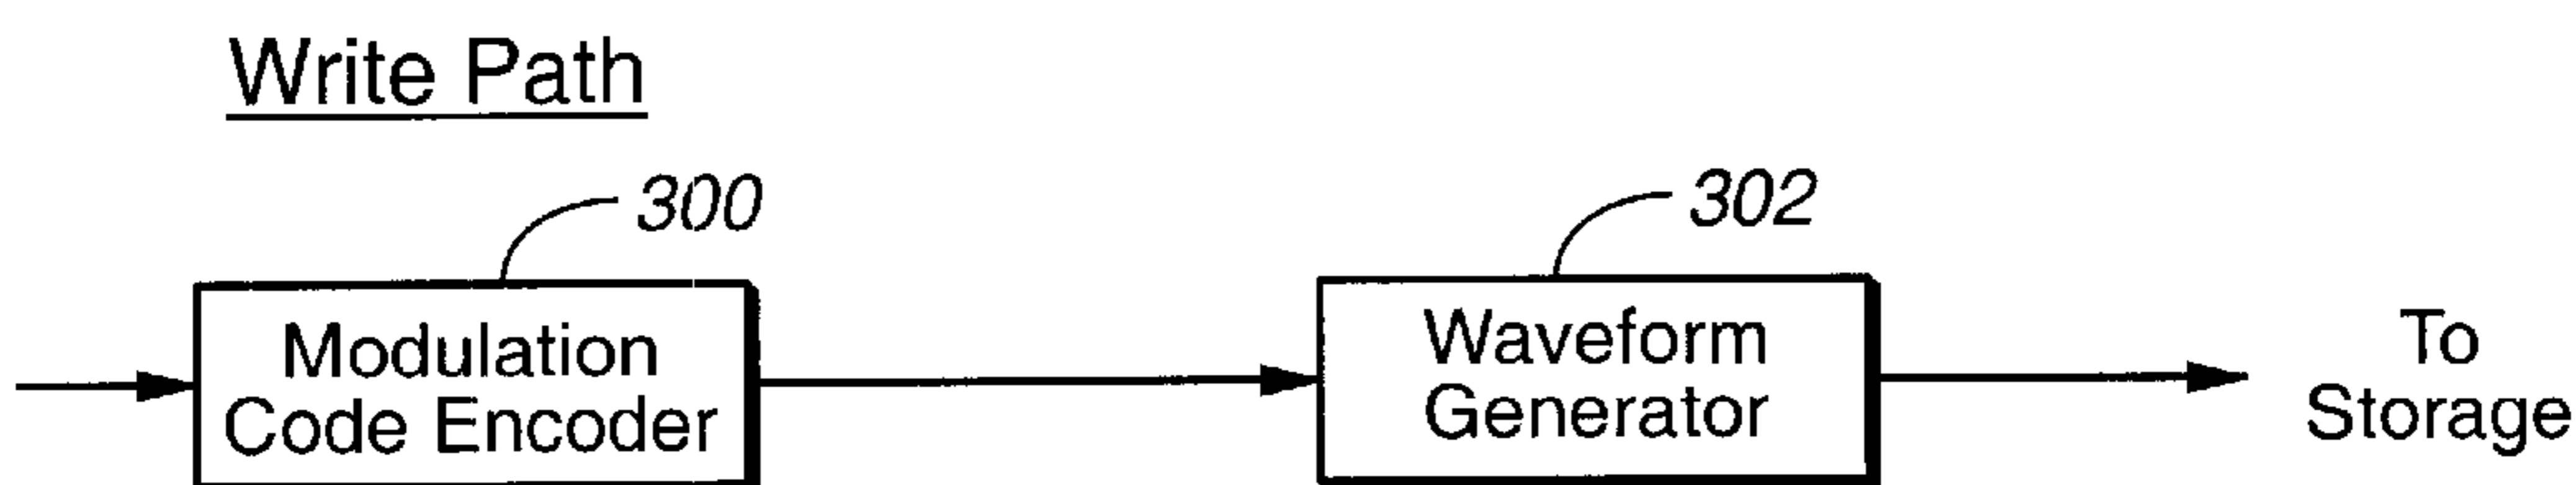 Write Path
300
302
Modulation
Code Encoder
Waveform
Generator
To
Storage